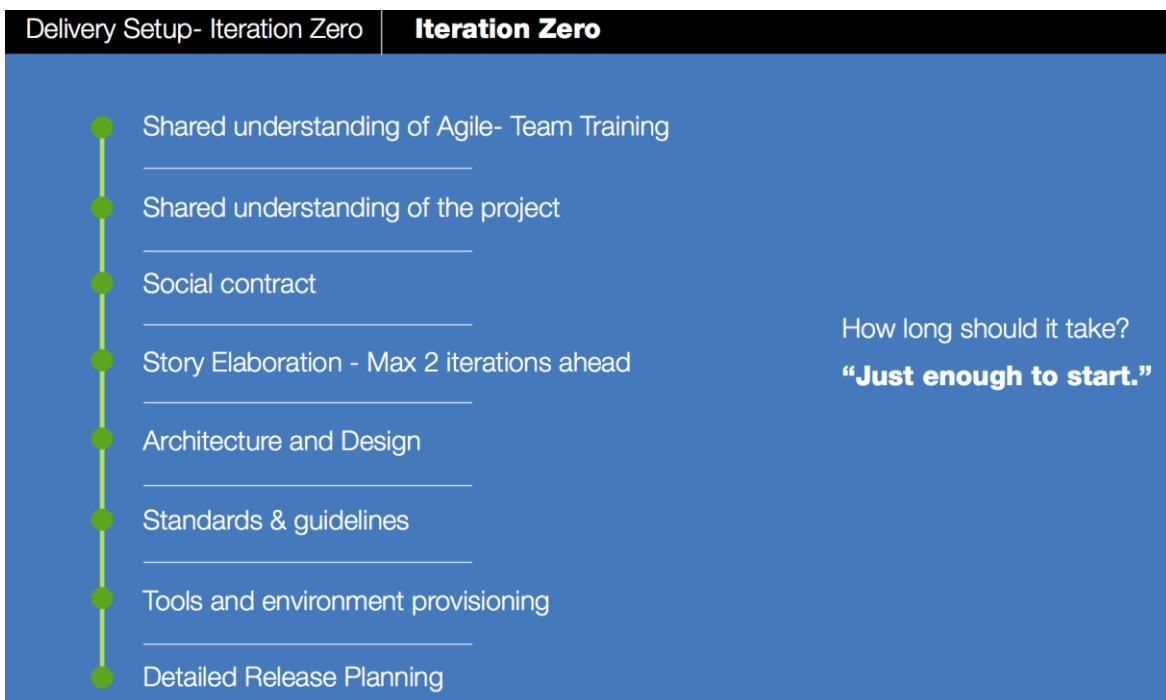 Delivery Setup- Iteration Zero
Iteration Zero
Shared understanding of Agile- Team Training
Shared understanding of the project
Social contract
Story Elaboration - Max 2 iterations ahead
Architecture and Design
Standards & guidelines
Tools and environment provisioning
Detailed Release Planning
How long should it take?
“Just enough to start.”